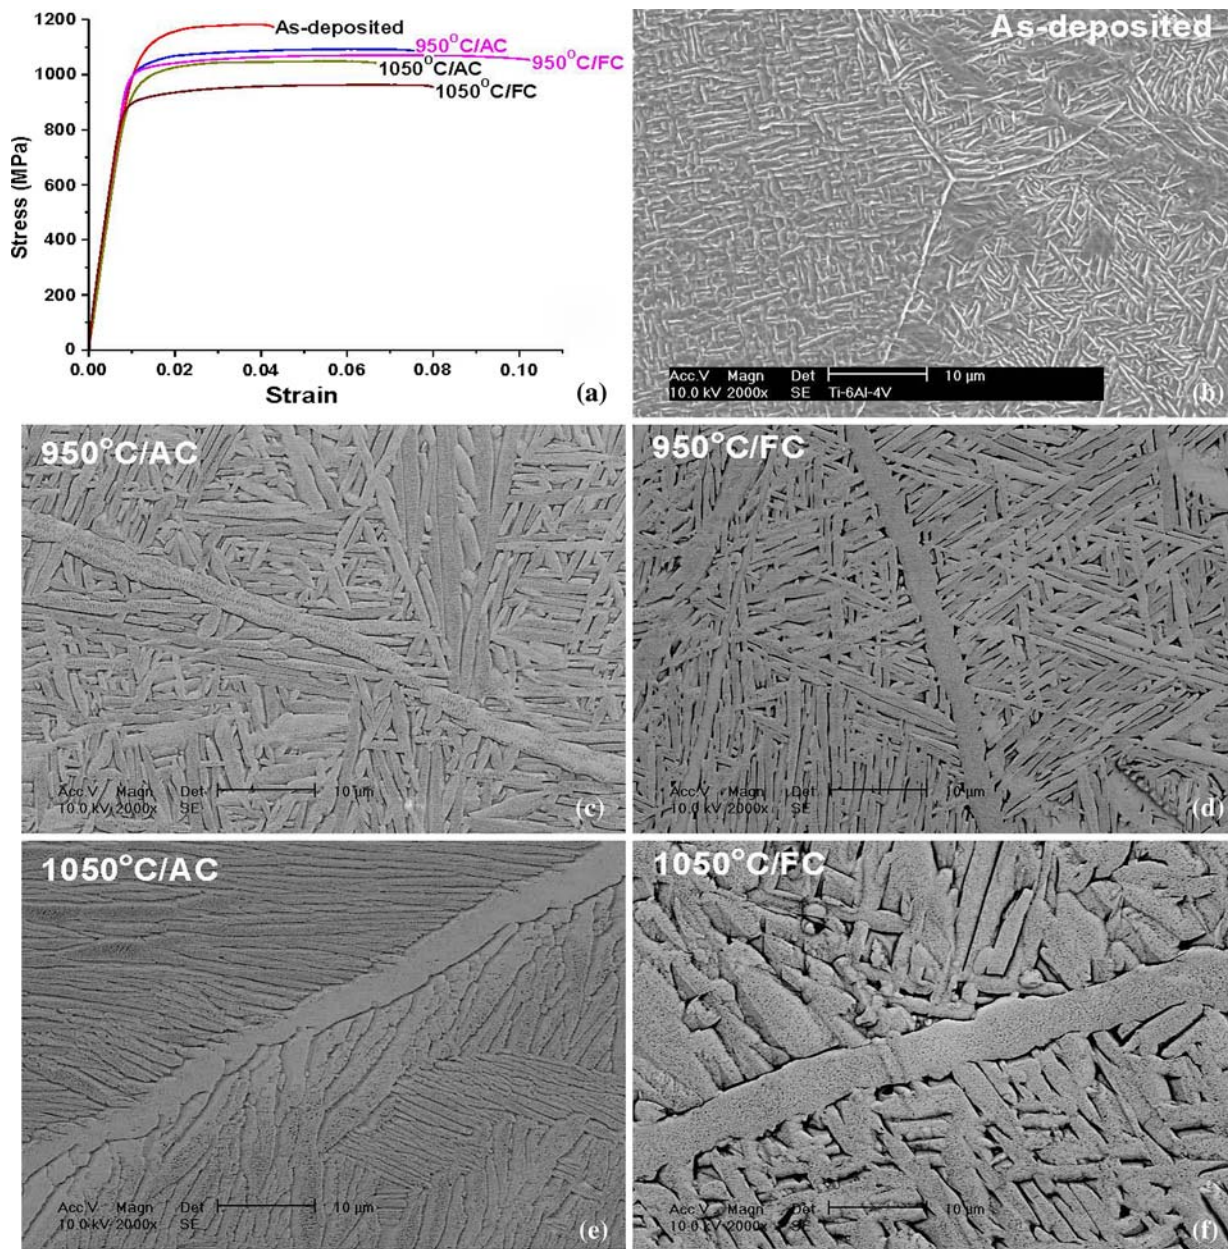 1200
1000
800
600
400
200
0
Stress (MPa)
As-deposited
950°C/AC
950°C/FC
1050°C/AC
1050°C/FC
0.00 0.02 0.04 0.06 0.08 0.10
Strain
(a)
As-deposited
Acc.V Magn Det 10 µm
10.0 kV 2000x SE Ti-6Al-4V
(b)
950°C/AC
Acc.V Magn Det 10 µm
10.0 kV 2000x SE
(c)
950°C/FC
Acc.V Magn Det 10 µm
10.0 kV 2000x SE
(d)
1050°C/AC
Acc.V Magn Det 10 µm
10.0 kV 2000x SE
(e)
1050°C/FC
Acc.V Magn Det 10 µm
10.0 kV 2000x SE
(f)